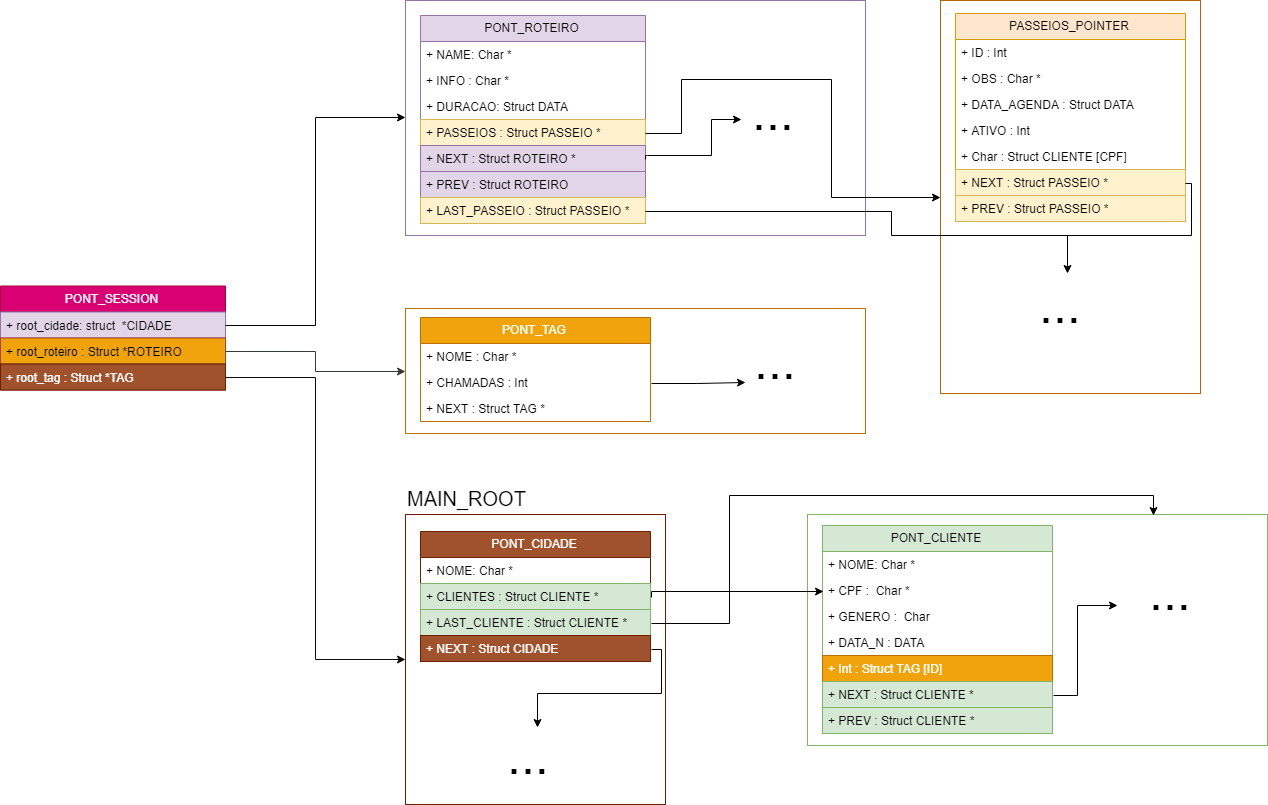 PONT_ROTEIRO
+ NAME: Char *
+ INFO : Char *
+ DURACAO: Struct DATA
+ PASSEIOS : Struct PASSEIO *
+ NEXT : Struct ROTEIRO *
+ PREV : Struct ROTEIRO
+ LAST_PASSEIO : Struct PASSEIO *
...
PASSEIOS_POINTER
+ ID : Int
+ OBS : Char *
+ DATA_AGENDA : Struct DATA
+ ATIVO : Int
+ Char : Struct CLIENTE [CPF]
+ NEXT : Struct PASSEIO *
+ PREV : Struct PASSEIO *
...
PONT_SESSION
+ root_cidade: struct  *CIDADE
+ root_roteiro : Struct *ROTEIRO
+ root_tag : Struct *TAG
PONT_TAG
+ NOME : Char *
+ CHAMADAS : Int
+ NEXT : Struct TAG *
...
MAIN_ROOT
PONT_CIDADE
+ NOME: Char *
+ CLIENTES : Struct CLIENTE *
+ LAST_CLIENTE : Struct CLIENTE *
+ NEXT : Struct CIDADE
...
PONT_CLIENTE
+ NOME: Char *
+ CPF :  Char *
+ GENERO :  Char
+ DATA_N : DATA
+ Int : Struct TAG [ID]
+ NEXT : Struct CLIENTE *
+ PREV : Struct CLIENTE *
...